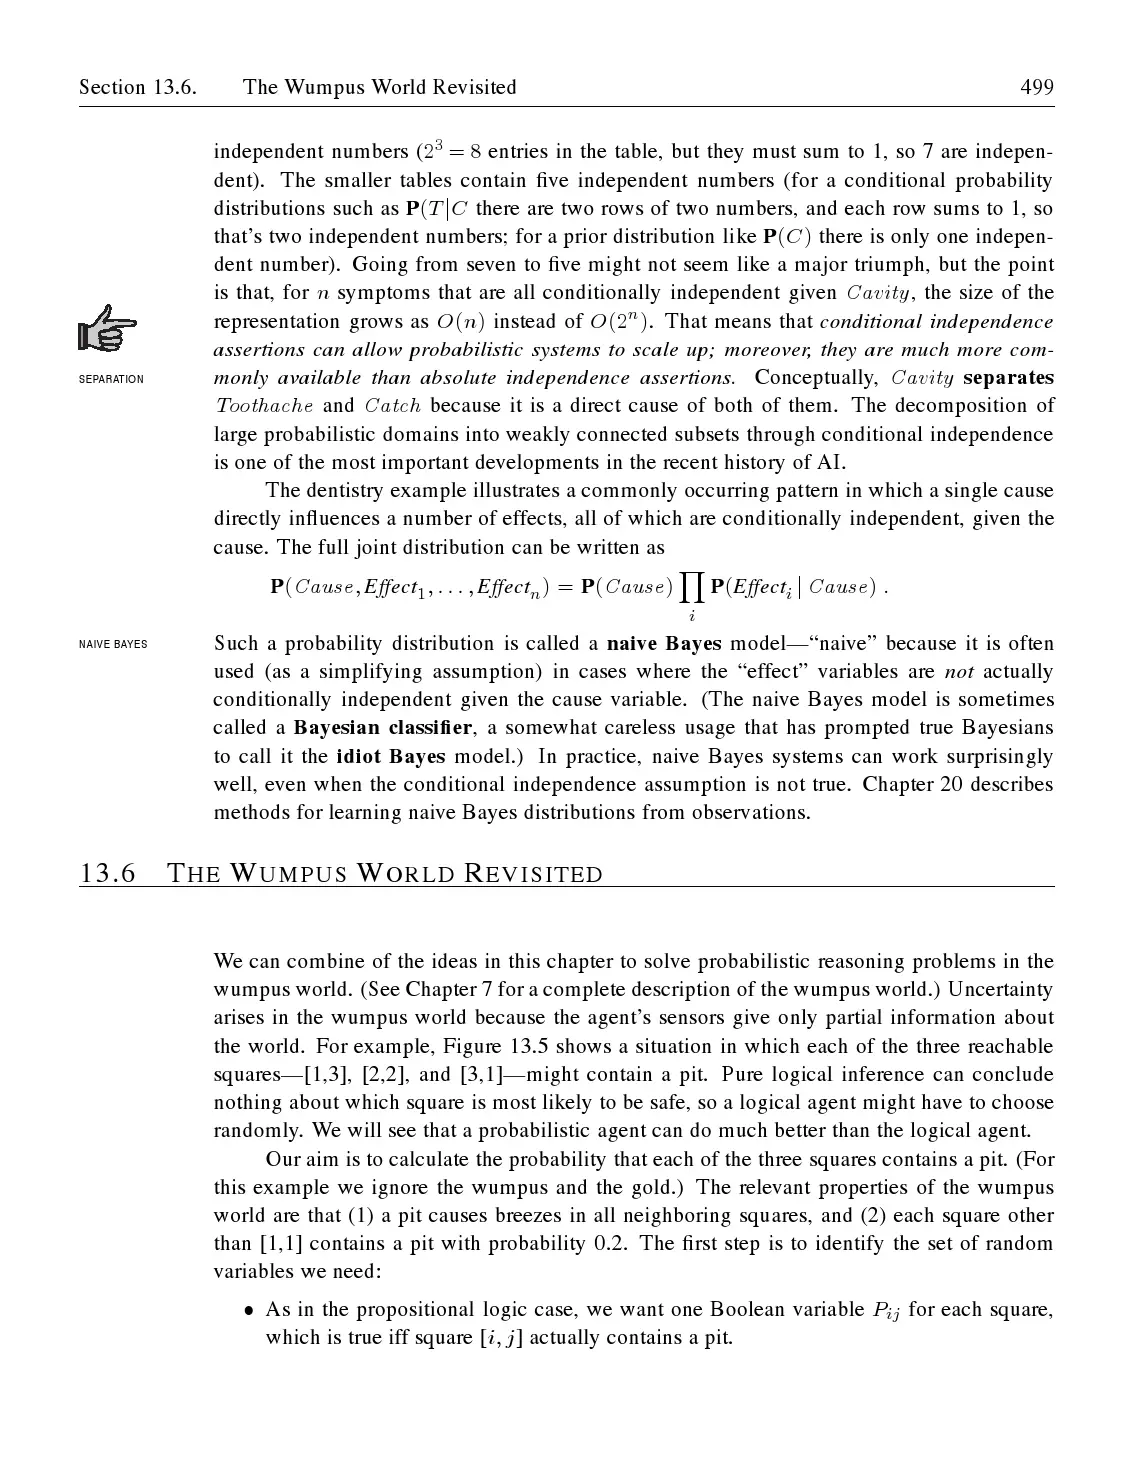 Section 13.6. The Wumpus World Revisited 499
independent numbers (2³ = 8 entries in the table, but they must sum to 1, so 7 are indepen-
dent). The smaller tables contain five independent numbers (for a conditional probability
distributions such as P(T|C there are two rows of two numbers, and each row sums to 1, so
that's two independent numbers; for a prior distribution like P(C) there is only one indepen-
dent number). Going from seven to five might not seem like a major triumph, but the point
is that, for n symptoms that are all conditionally independent given Cavity, the size of the
representation grows as O(n) instead of O(2ⁿ). That means that conditional independence
assertions can allow probabilistic systems to scale up; moreover, they are much more com-
SEPARATION
monly available than absolute independence assertions. Conceptually, Cavity separates
Toothache and Catch because it is a direct cause of both of them. The decomposition of
large probabilistic domains into weakly connected subsets through conditional independence
is one of the most important developments in the recent history of AI.
The dentistry example illustrates a commonly occurring pattern in which a single cause
directly influences a number of effects, all of which are conditionally independent, given the
cause. The full joint distribution can be written as
P(Cause, Effect₁, . . . , Effectₙ) = P(Cause) ∏ᵢ P(Effectᵢ | Cause) .
NAIVE BAYES
Such a probability distribution is called a naive Bayes model—“naive” because it is often
used (as a simplifying assumption) in cases where the “effect” variables are not actually
conditionally independent given the cause variable. (The naive Bayes model is sometimes
called a Bayesian classifier, a somewhat careless usage that has prompted true Bayesians
to call it the idiot Bayes model.) In practice, naive Bayes systems can work surprisingly
well, even when the conditional independence assumption is not true. Chapter 20 describes
methods for learning naive Bayes distributions from observations.
13.6 THE WUMPUS WORLD REVISITED
We can combine of the ideas in this chapter to solve probabilistic reasoning problems in the
wumpus world. (See Chapter 7 for a complete description of the wumpus world.) Uncertainty
arises in the wumpus world because the agent's sensors give only partial information about
the world. For example, Figure 13.5 shows a situation in which each of the three reachable
squares—[1,3], [2,2], and [3,1]—might contain a pit. Pure logical inference can conclude
nothing about which square is most likely to be safe, so a logical agent might have to choose
randomly. We will see that a probabilistic agent can do much better than the logical agent.
Our aim is to calculate the probability that each of the three squares contains a pit. (For
this example we ignore the wumpus and the gold.) The relevant properties of the wumpus
world are that (1) a pit causes breezes in all neighboring squares, and (2) each square other
than [1,1] contains a pit with probability 0.2. The first step is to identify the set of random
variables we need:
• As in the propositional logic case, we want one Boolean variable Pᵢⱼ for each square,
which is true iff square [i, j] actually contains a pit.